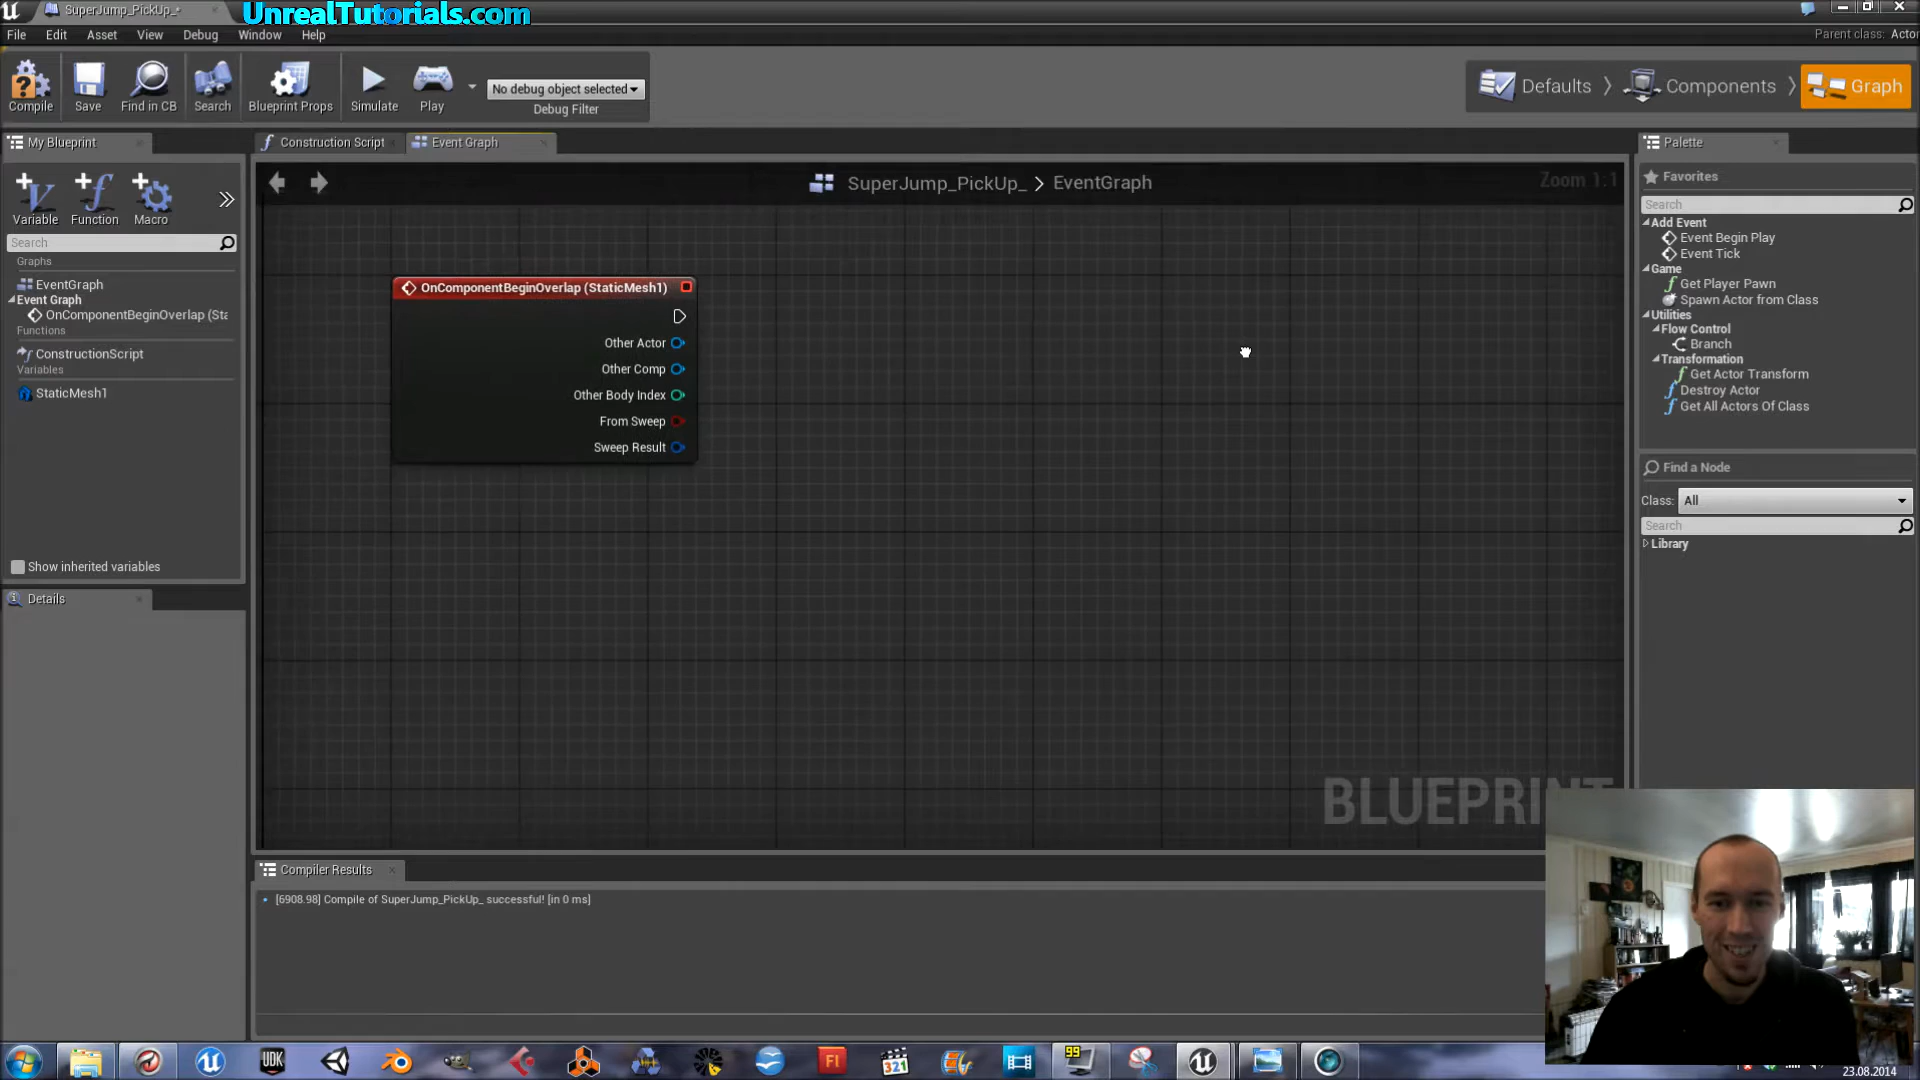 SuperJump_PickUp_*
UnrealTutorials.com
File Edit Asset View Debug Window Help
Parent class: Actor
Compile Save Find in CB Search Blueprint Props Simulate Play
No debug object selected
Debug Filter
Defaults Components Graph
My Blueprint
Construction Script
Event Graph
Palette
Variable Function Macro
Search
Graphs
EventGraph
Event Graph
OnComponentBeginOverlap (Sta
Functions
ConstructionScript
Variables
StaticMesh1
Show inherited variables
Details
SuperJump_PickUp_ > EventGraph
Zoom 1:1
OnComponentBeginOverlap (StaticMesh1)
Other Actor
Other Comp
Other Body Index
From Sweep
Sweep Result
BLUEPRINT
Favorites
Search
Add Event
Event Begin Play
Event Tick
Game
Get Player Pawn
Spawn Actor from Class
Utilities
Flow Control
Branch
Transformation
Get Actor Transform
Destroy Actor
Get All Actors Of Class
Find a Node
Class: All
Search
Library
Compiler Results
[6908.98] Compile of SuperJump_PickUp_ successful! [in 0 ms]
UDK
Fl
321
99
23.08.2014